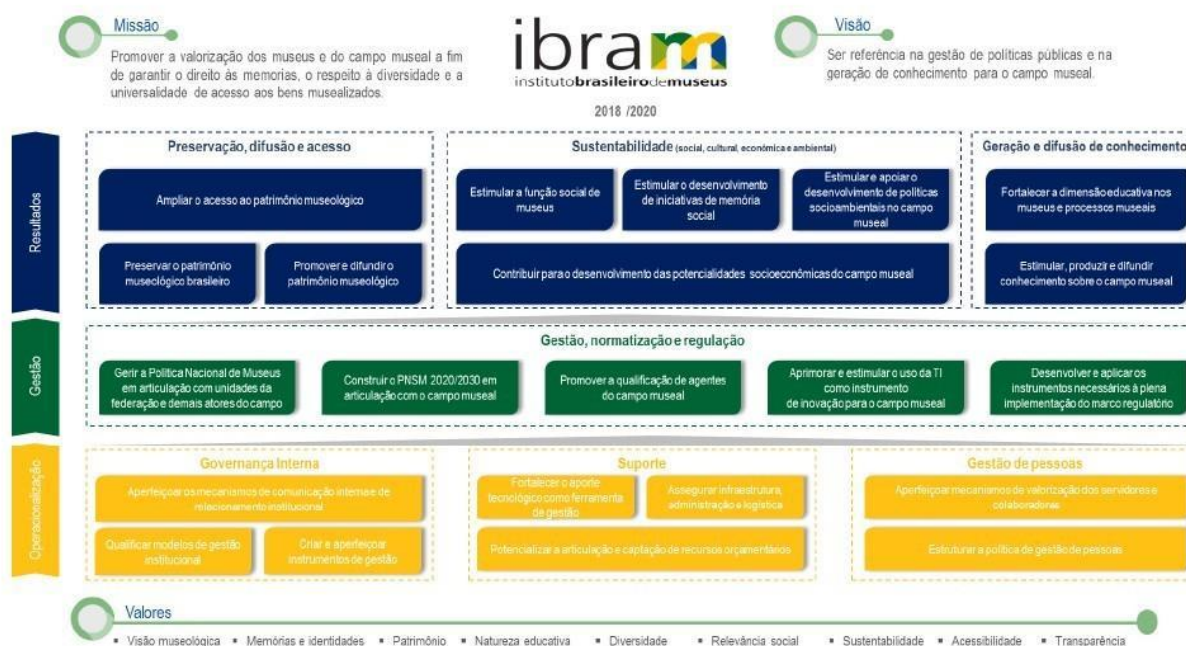 Missão
Promover a valorização dos museus e do campo museal a fim
de garantir o direito às memorias, o respeito à diversidade e a
universalidade de acesso aos bens musealizados.
ibram
institutobrasileirodemuseus
2018 /2020
Visão
Ser referência na gestão de políticas públicas e na
geração de conhecimento para o campo museal.
Resultados
Preservação, difusão e acesso
Ampliar o acesso ao patrimônio museológico
Preservar o patrimônio
museológico brasileiro
Promover e difundir o
patrimônio museológico
Sustentabilidade (social, cultural, econômica e ambiental)
Estimular a função social de
museus
Estimular o desenvolvimento
de iniciativas de memória
social
Estimular e apoiar o
desenvolvimento de políticas
socioambientais no campo
museal
Contribuir para o desenvolvimento das potencialidades socioeconômicas do campo museal
Geração e difusão de conhecimento
Fortalecer a dimensão educativa nos
museus e processos museais
Estimular, produzir e difundir
conhecimento sobre o campo museal
Gestão
Gestão, normatização e regulação
Gerir a Política Nacional de Museus
em articulação com unidades da
federação e demais atores do campo
Construir o PNSM 2020/2030 em
articulação com o campo museal
Promover a qualificação de agentes
do campo museal
Aprimorar e estimular o uso da TI
como instrumento
de inovação para o campo museal
Desenvolver e aplicar os
instrumentos necessários à plena
implementação do marco regulatório
Operacionalização
Governança Interna
Aperfeiçoar os mecanismos de comunicação interna e de
relacionamento institucional
Qualificar modelos de gestão
institucional
Criar e aperfeiçoar
instrumentos de gestão
Suporte
Fortalecer o aporte
tecnológico como ferramenta
de gestão
Assegurar infraestrutura,
administração e logística
Potencializar a articulação e captação de recursos orçamentários
Gestão de pessoas
Aperfeiçoar mecanismos de valorização dos servidores e
colaboradores
Estruturar a política de gestão de pessoas
Valores
▪ Visão museológica ▪ Memórias e identidades ▪ Patrimônio ▪ Natureza educativa ▪ Diversidade ▪ Relevância social ▪ Sustentabilidade ▪ Acessibilidade ▪ Transparência